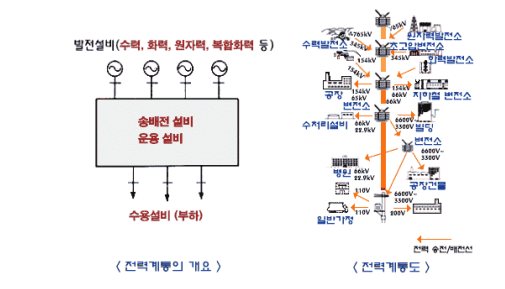 발전설비(수력, 화력, 원자력, 복합화력 등)
송배전 설비
운용 설비
수용설비 (부하)
< 전력계통의 개요 >
765kV
765kV
원자력발전소
수력발전소
345kV
초고압변전소
345kV
154kV
화력발전소
154kV
공장
154kV
65kV
154kV
66kV
지하철 변전소
66kV
변전소
수처리설비
66kV
22.9kV
6600V
3300V
빌딩
변전소
6600V~
3300V
병원
66kV
22.9kV
공장건물
110V
6600V~
3300V
일반가정
110V
200V
전력 송전/배전선
< 전력계통도 >